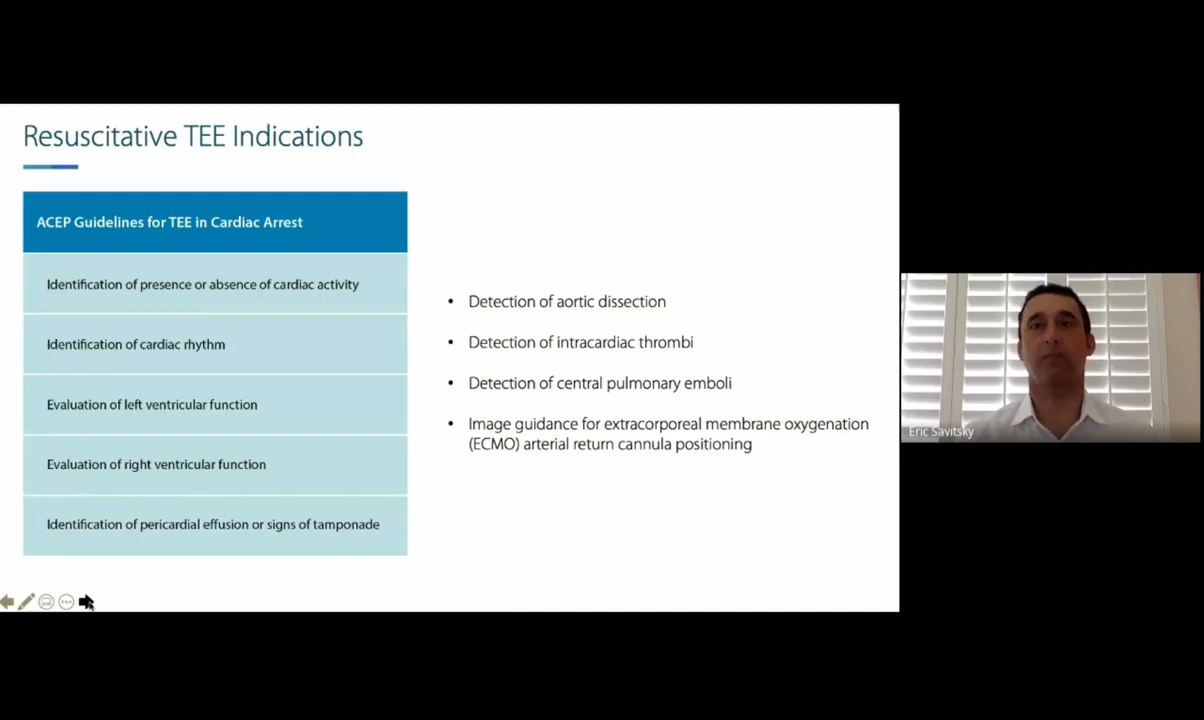 Resuscitative TEE Indications
ACEP Guidelines for TEE in Cardiac Arrest
Identification of presence or absence of cardiac activity
Identification of cardiac rhythm
Evaluation of left ventricular function
Evaluation of right ventricular function
Identification of pericardial effusion or signs of tamponade
• Detection of aortic dissection
• Detection of intracardiac thrombi
• Detection of central pulmonary emboli
• Image guidance for extracorporeal membrane oxygenation
(ECMO) arterial return cannula positioning
Eric Savitsky